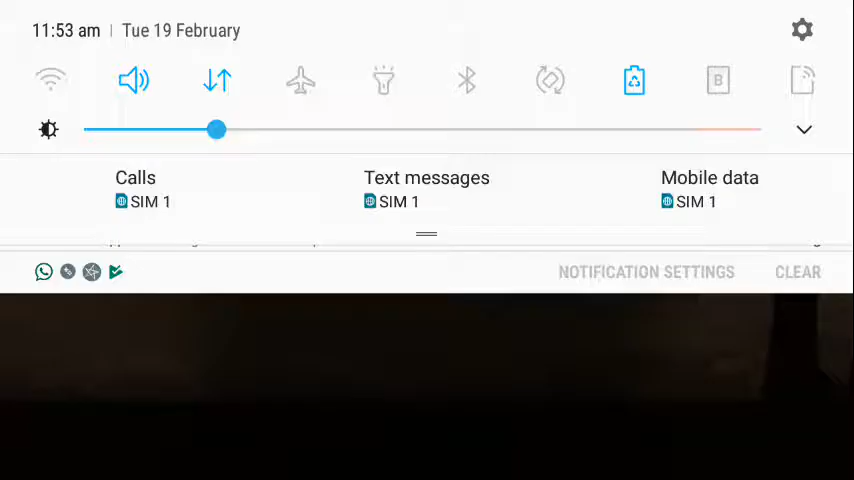 11:53 am | Tue 19 February
B
Calls
Text messages
Mobile data
SIM 1
SIM 1
SIM 1
NOTIFICATION SETTINGS
CLEAR